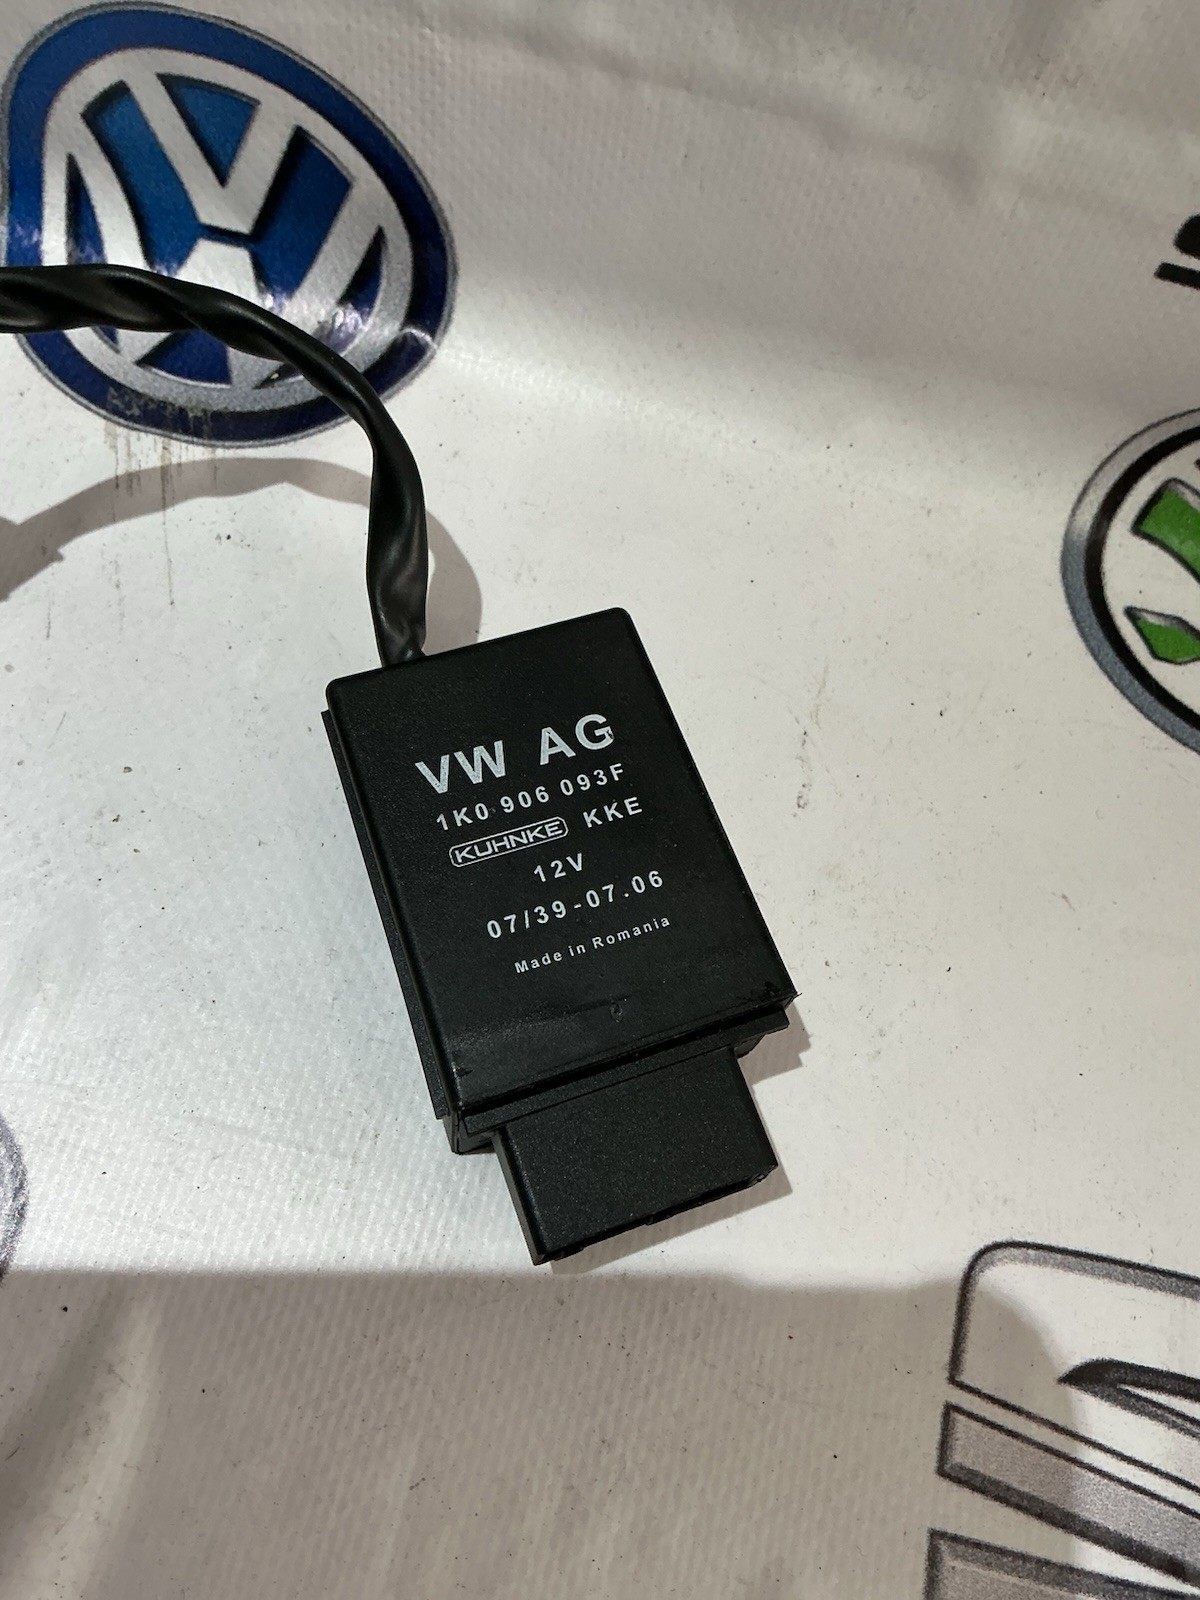 VW AG
1K0 906 093F
KUHNKE KKE
12V
07/39-07.06
Made in Romania